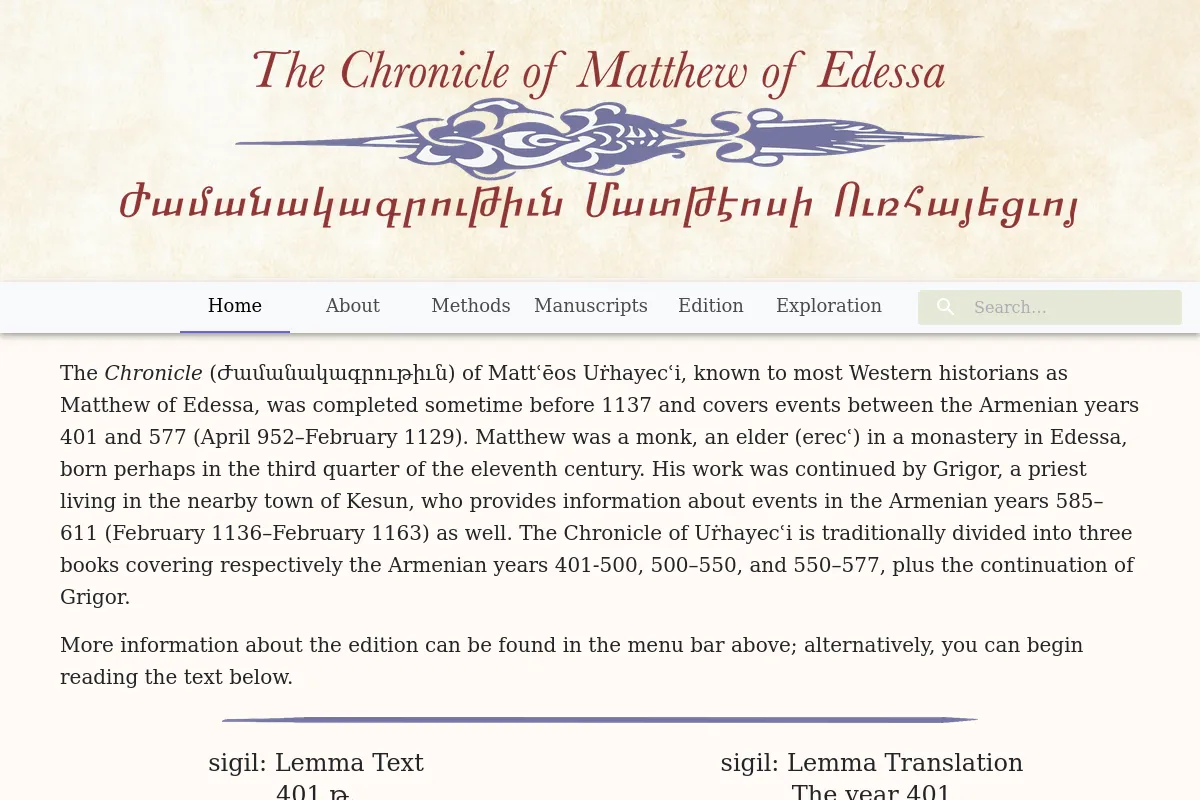 The Chronicle of Matthew of Edessa
Ժամանակագրութիւն Մատթէոսի Ուռհայեցւոյ
Home About Methods Manuscripts Edition Exploration Search...
The Chronicle (Ժամանակագրութիւն) of Mattʿēos Uṙhayecʿi, known to most Western historians as
Matthew of Edessa, was completed sometime before 1137 and covers events between the Armenian years
401 and 577 (April 952–February 1129). Matthew was a monk, an elder (erecʿ) in a monastery in Edessa,
born perhaps in the third quarter of the eleventh century. His work was continued by Grigor, a priest
living in the nearby town of Kesun, who provides information about events in the Armenian years 585–
611 (February 1136–February 1163) as well. The Chronicle of Uṙhayecʿi is traditionally divided into three
books covering respectively the Armenian years 401-500, 500–550, and 550–577, plus the continuation of
Grigor.
More information about the edition can be found in the menu bar above; alternatively, you can begin
reading the text below.
sigil: Lemma Text
401 թ.
sigil: Lemma Translation
The year 401